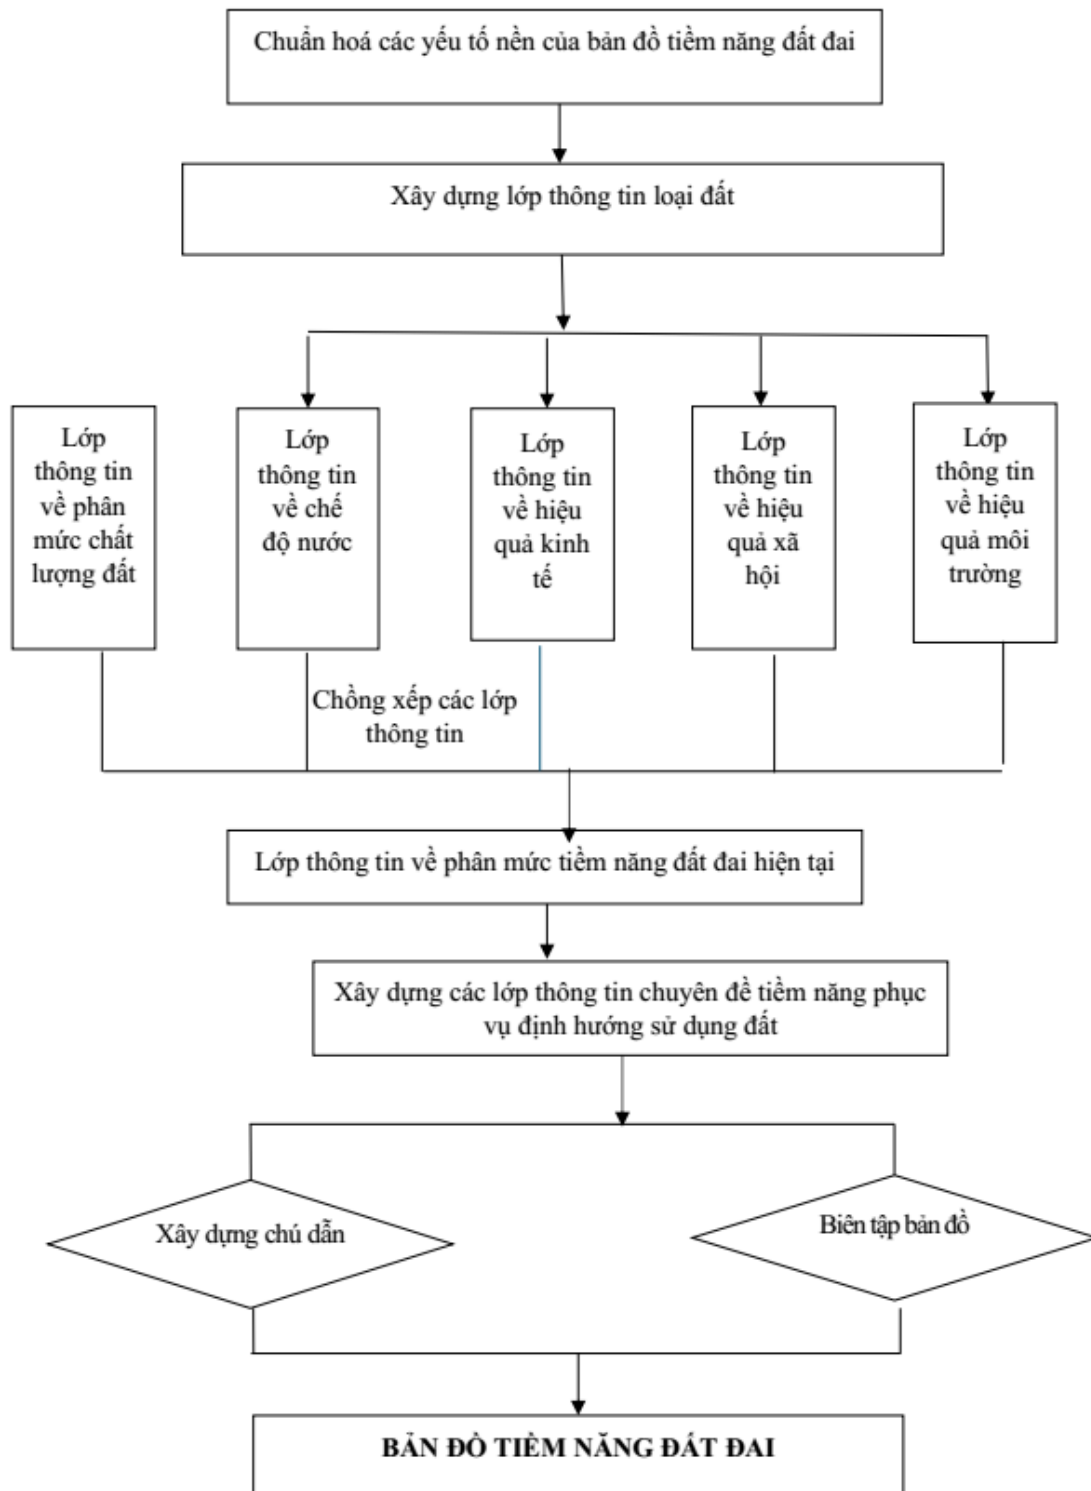 Chuẩn hoá các yếu tố nền của bản đồ tiềm năng đất đai
Xây dựng lớp thông tin loại đất
Lớp
thông tin
về phân
mức chất
lượng đất
Lớp
thông tin
về chế
độ nước
Lớp
thông tin
về hiệu
quả kinh
tế
Lớp
thông tin
về hiệu
quả xã
hội
Lớp
thông tin
về hiệu
quả môi
trường
Chồng xếp các lớp
thông tin
Lớp thông tin về phân mức tiềm năng đất đai hiện tại
Xây dựng các lớp thông tin chuyên đề tiềm năng phục
vụ định hướng sử dụng đất
Xây dựng chú dẫn
Biên tập bản đồ
BẢN ĐỒ TIỀM NĂNG ĐẤT ĐAI